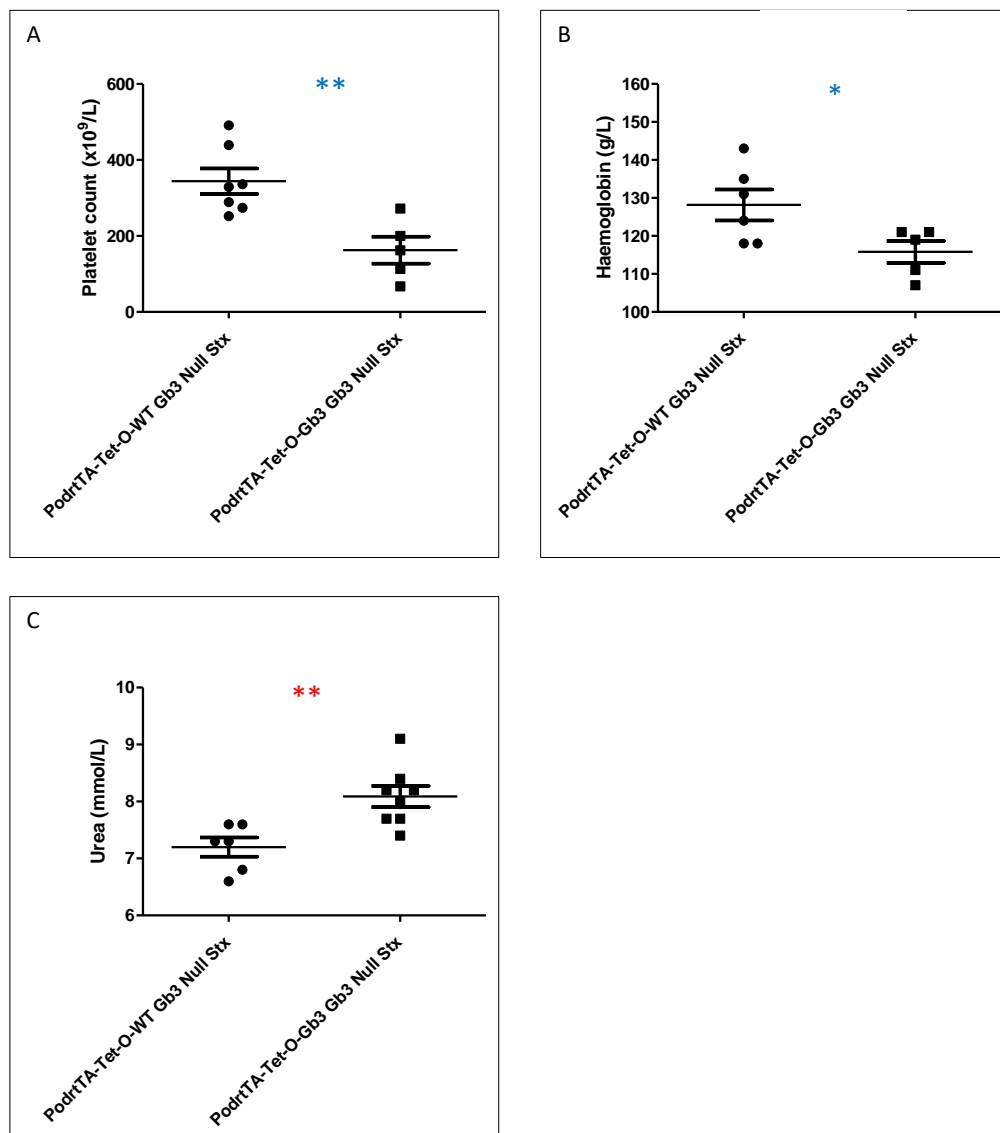 A
**
Platelet count (x10⁹/L)
600
400
200
0
PodrtTA-Tet-O-WT Gb3 Null Stx
PodrtTA-Tet-O-Gb3 Gb3 Null Stx
B
*
Haemoglobin (g/L)
160
150
140
130
120
110
100
PodrtTA-Tet-O-WT Gb3 Null Stx
PodrtTA-Tet-O-Gb3 Gb3 Null Stx
C
**
Urea (mmol/L)
10
9
8
7
6
PodrtTA-Tet-O-WT Gb3 Null Stx
PodrtTA-Tet-O-Gb3 Gb3 Null Stx